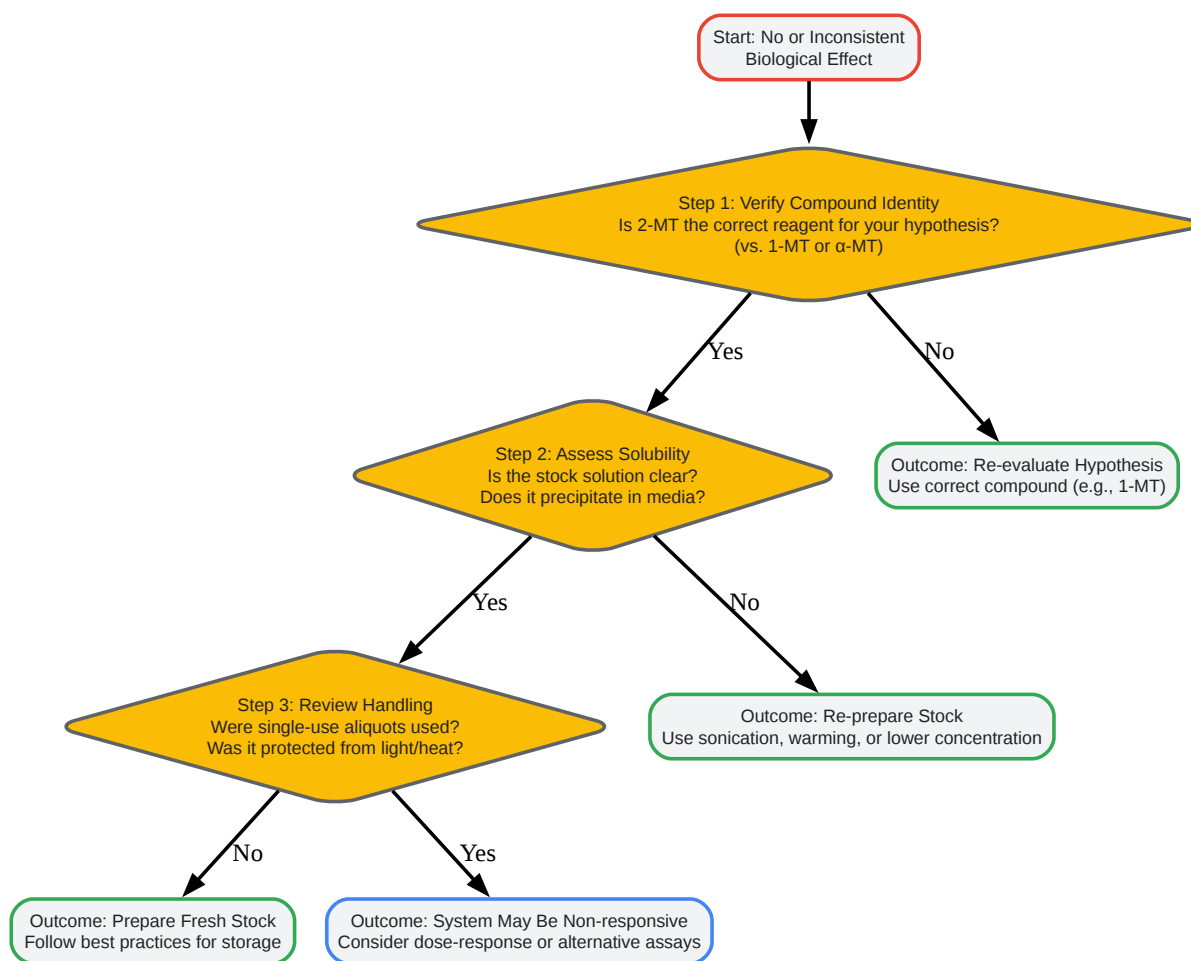 Start: No or Inconsistent
Biological Effect
Step 1: Verify Compound Identity
Is 2-MT the correct reagent for your hypothesis?
(vs. 1-MT or α-MT)
Yes
No
Step 2: Assess Solubility
Is the stock solution clear?
Does it precipitate in media?
Outcome: Re-evaluate Hypothesis
Use correct compound (e.g., 1-MT)
Yes
No
Step 3: Review Handling
Were single-use aliquots used?
Was it protected from light/heat?
Outcome: Re-prepare Stock
Use sonication, warming, or lower concentration
No
Yes
Outcome: Prepare Fresh Stock
Follow best practices for storage
Outcome: System May Be Non-responsive
Consider dose-response or alternative assays